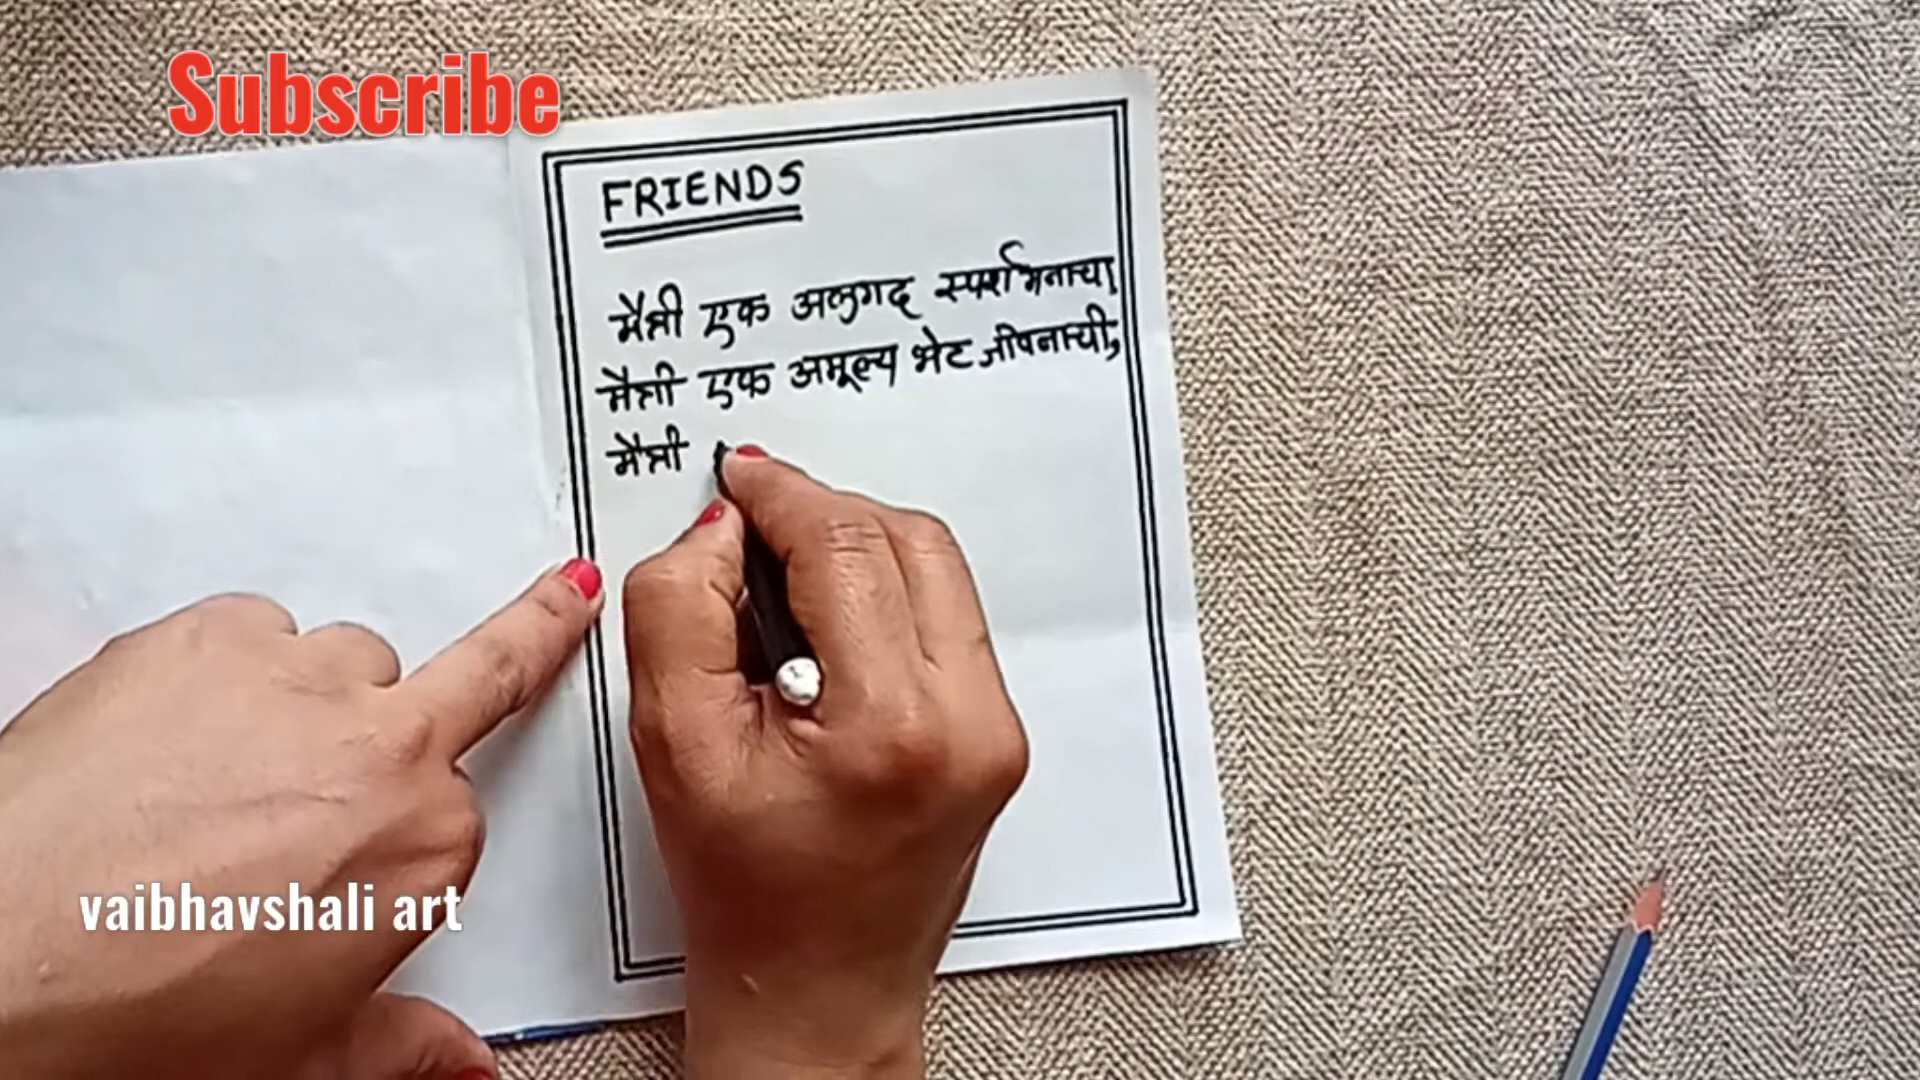 Subscribe
FRIENDS
मैत्री एक अलगद स्पर्श मनाचा
मैत्री एक अमूल्य भेट जीवनाची,
मैत्री
vaibhavshali art